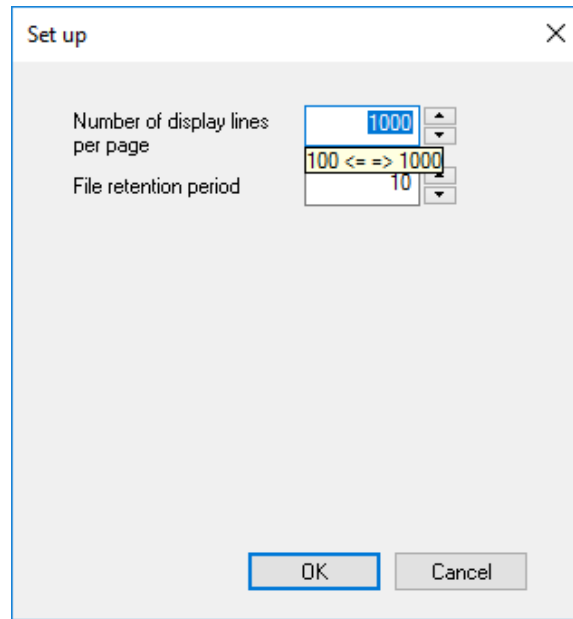 Set up
Number of display lines
per page
1000
100 <= => 1000
File retention period
10
OK
Cancel